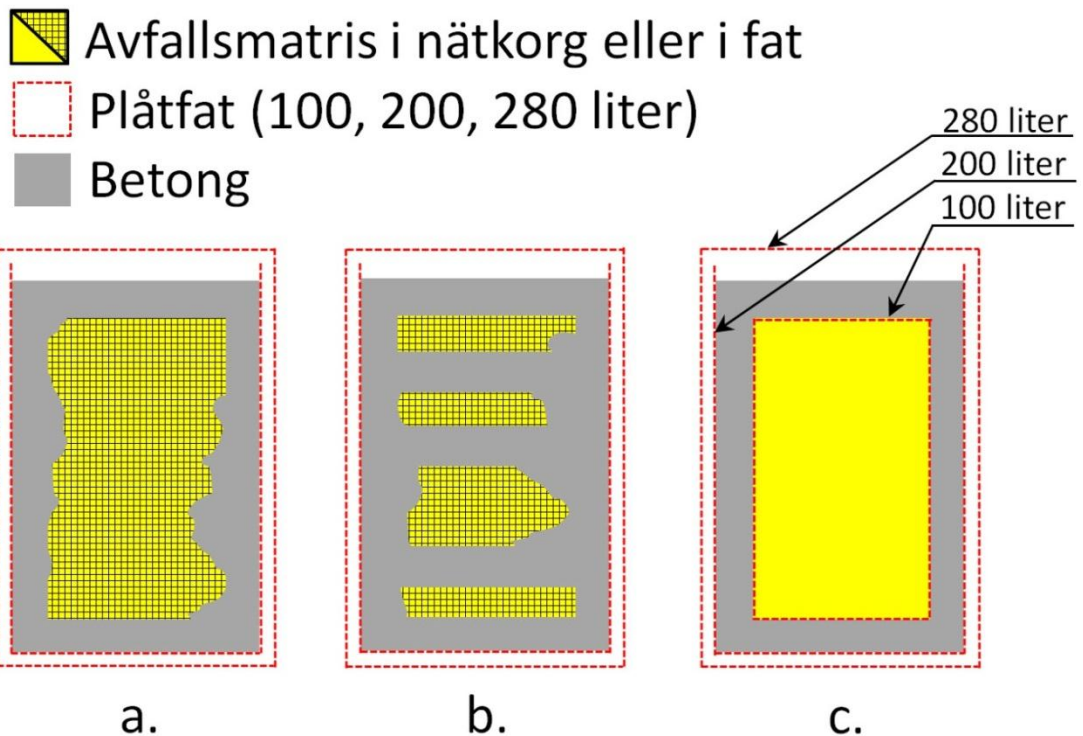 Avfallsmatris i nätkorg eller i fat
Plåtfat (100, 200, 280 liter)
Betong
280 liter
200 liter
100 liter
a.
b.
c.